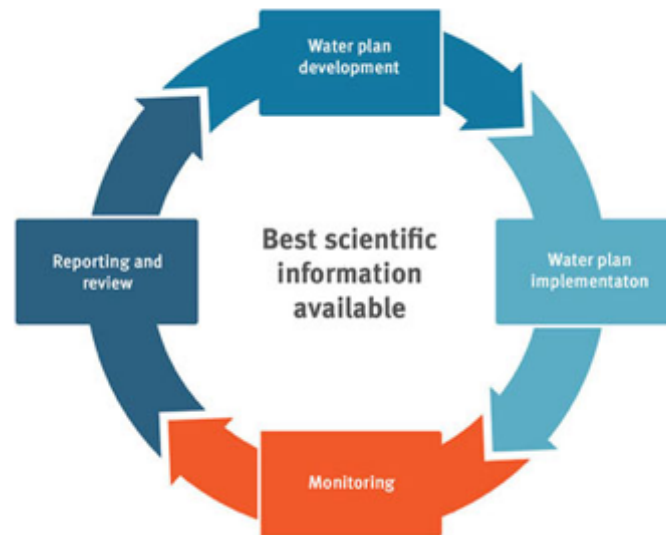 Water plan
development
Best scientific
information
available
Water plan
implementaton
Monitoring
Reporting and
review